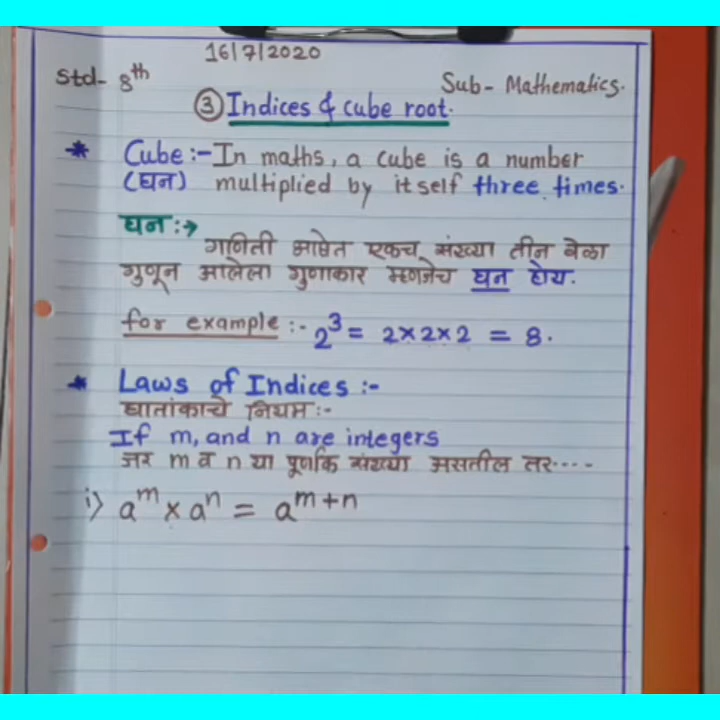 16/7/2020
Std- 8th
Sub- Mathematics.
③ Indices & cube root.
* Cube :- In maths, a cube is a number
(घन) multiplied by itself three times.
घन :→
गणिती भाषेत एकच संख्या तीन वेळा
गुणून आलेला गुणाकार म्हणजेच घन होय.
for example :- 2³ = 2×2×2 = 8.
* Laws of Indices :-
घातांकाचे नियम :-
If m, and n are integers
जर m व n या पूर्णांक संख्या असतील तर....
i) aᵐ × aⁿ = aᵐ⁺ⁿ